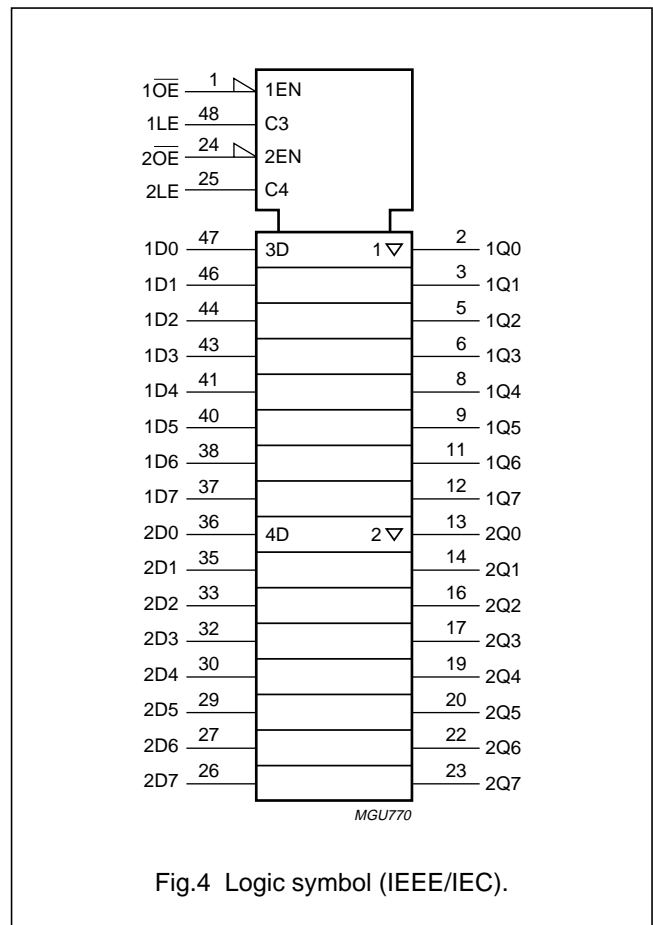 1O̅E̅ 1 1EN
1LE 48 C3
2O̅E̅ 24 2EN
2LE 25 C4
1D0 47 3D 1 ▽ 2 1Q0
1D1 46 3 1Q1
1D2 44 5 1Q2
1D3 43 6 1Q3
1D4 41 8 1Q4
1D5 40 9 1Q5
1D6 38 11 1Q6
1D7 37 12 1Q7
2D0 36 4D 2 ▽ 13 2Q0
2D1 35 14 2Q1
2D2 33 16 2Q2
2D3 32 17 2Q3
2D4 30 19 2Q4
2D5 29 20 2Q5
2D6 27 22 2Q6
2D7 26 23 2Q7
MGU770
Fig.4 Logic symbol (IEEE/IEC).